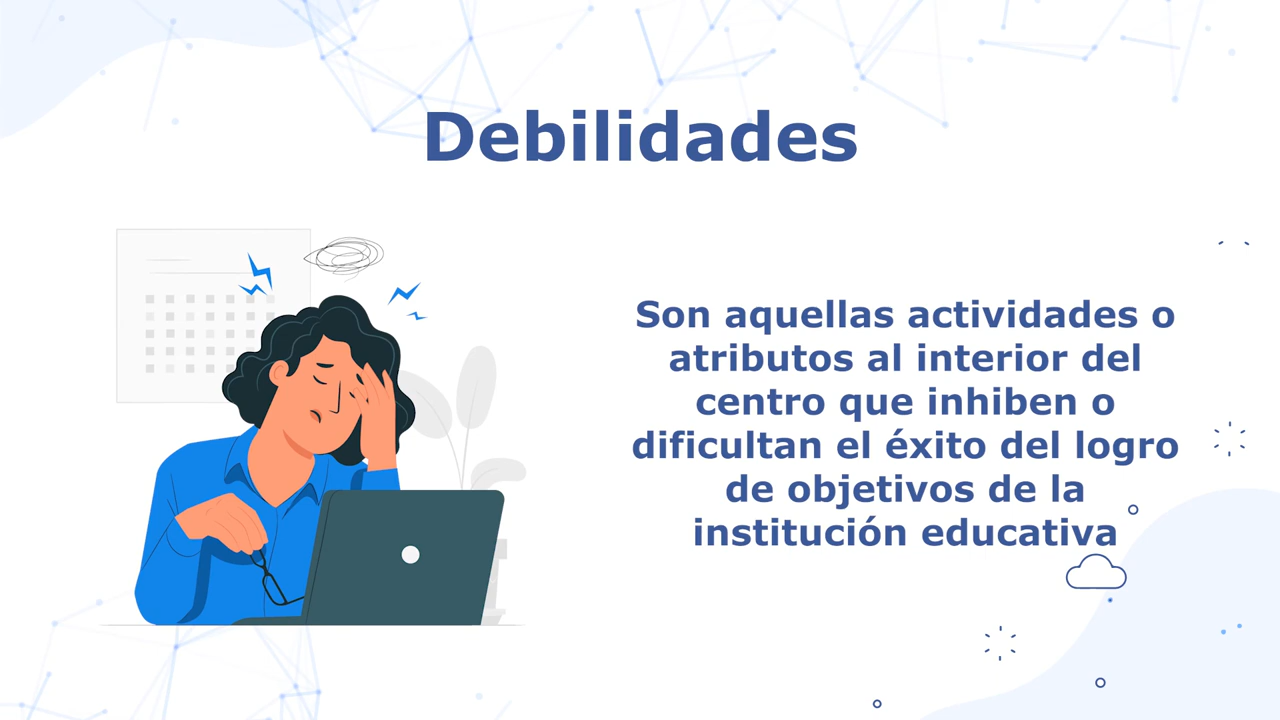 Debilidades
Son aquellas actividades o
atributos al interior del
centro que inhiben o
dificultan el éxito del logro
de objetivos de la
institución educativa